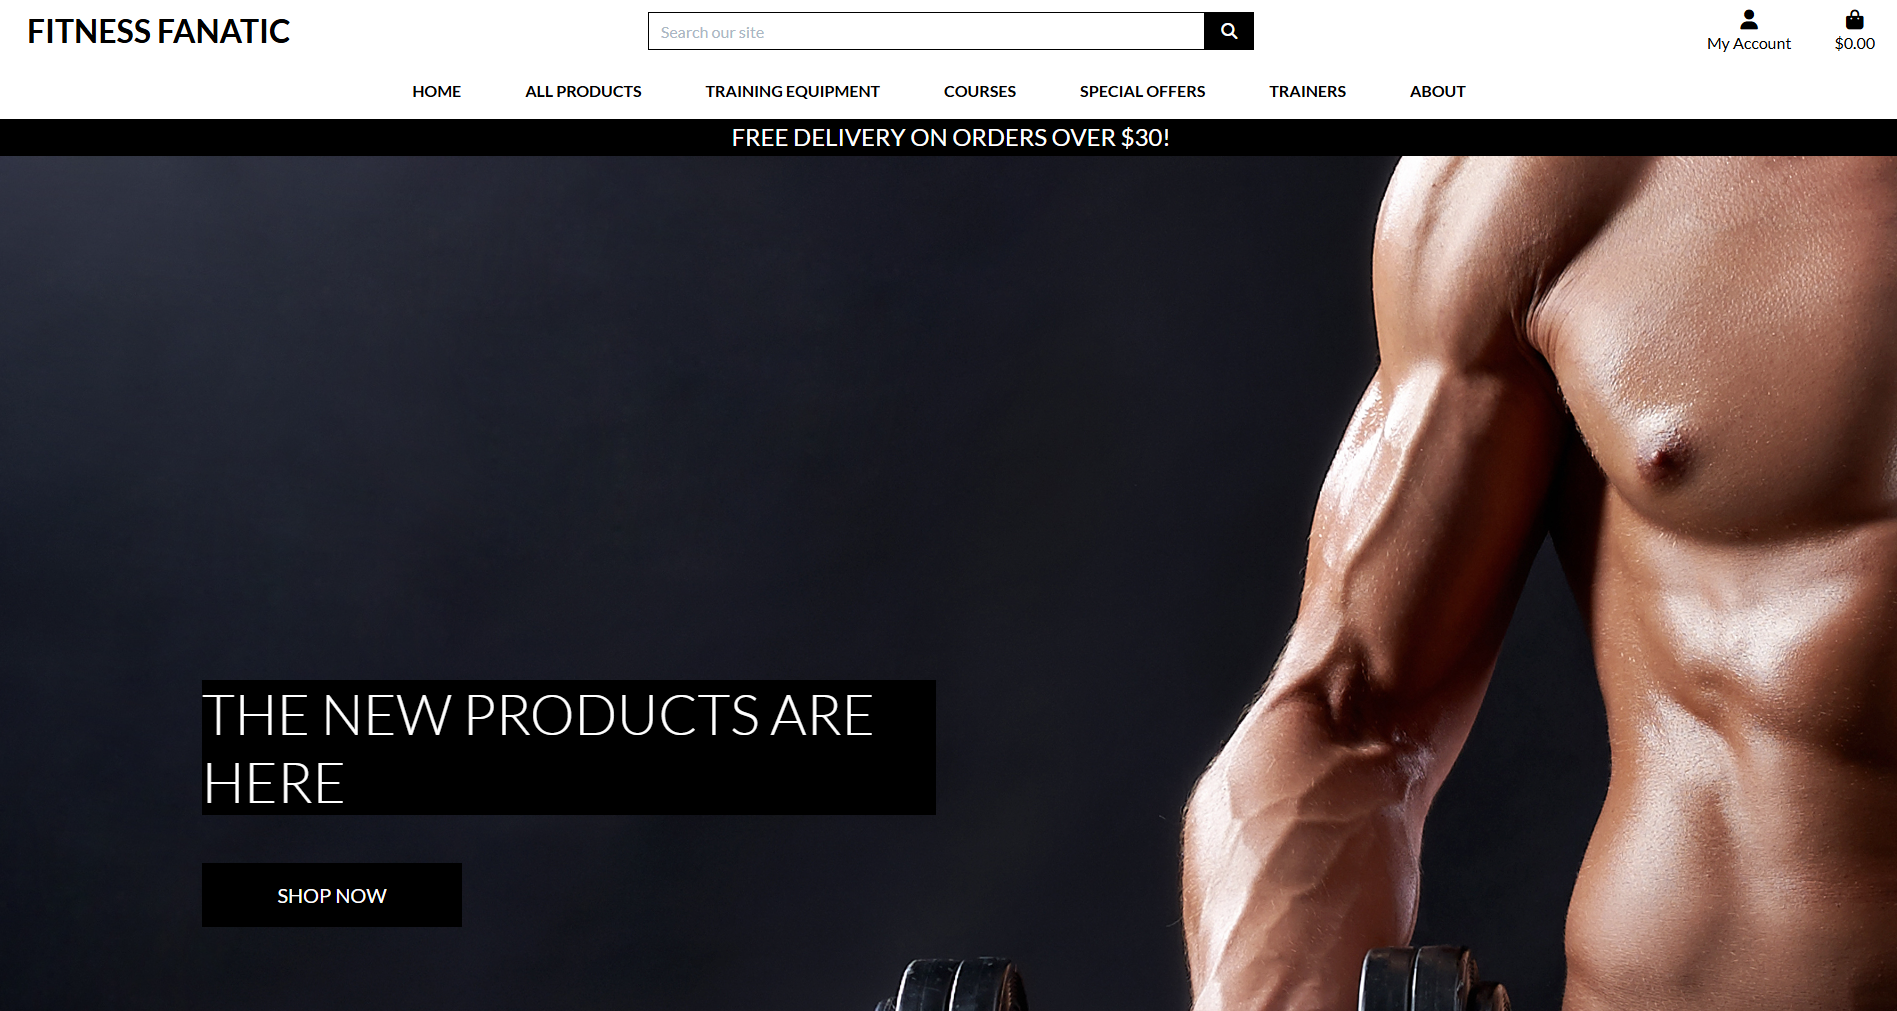 FITNESS FANATIC
Search our site
My Account
$0.00
HOME ALL PRODUCTS TRAINING EQUIPMENT COURSES SPECIAL OFFERS TRAINERS ABOUT
FREE DELIVERY ON ORDERS OVER $30!
THE NEW PRODUCTS ARE
HERE
SHOP NOW